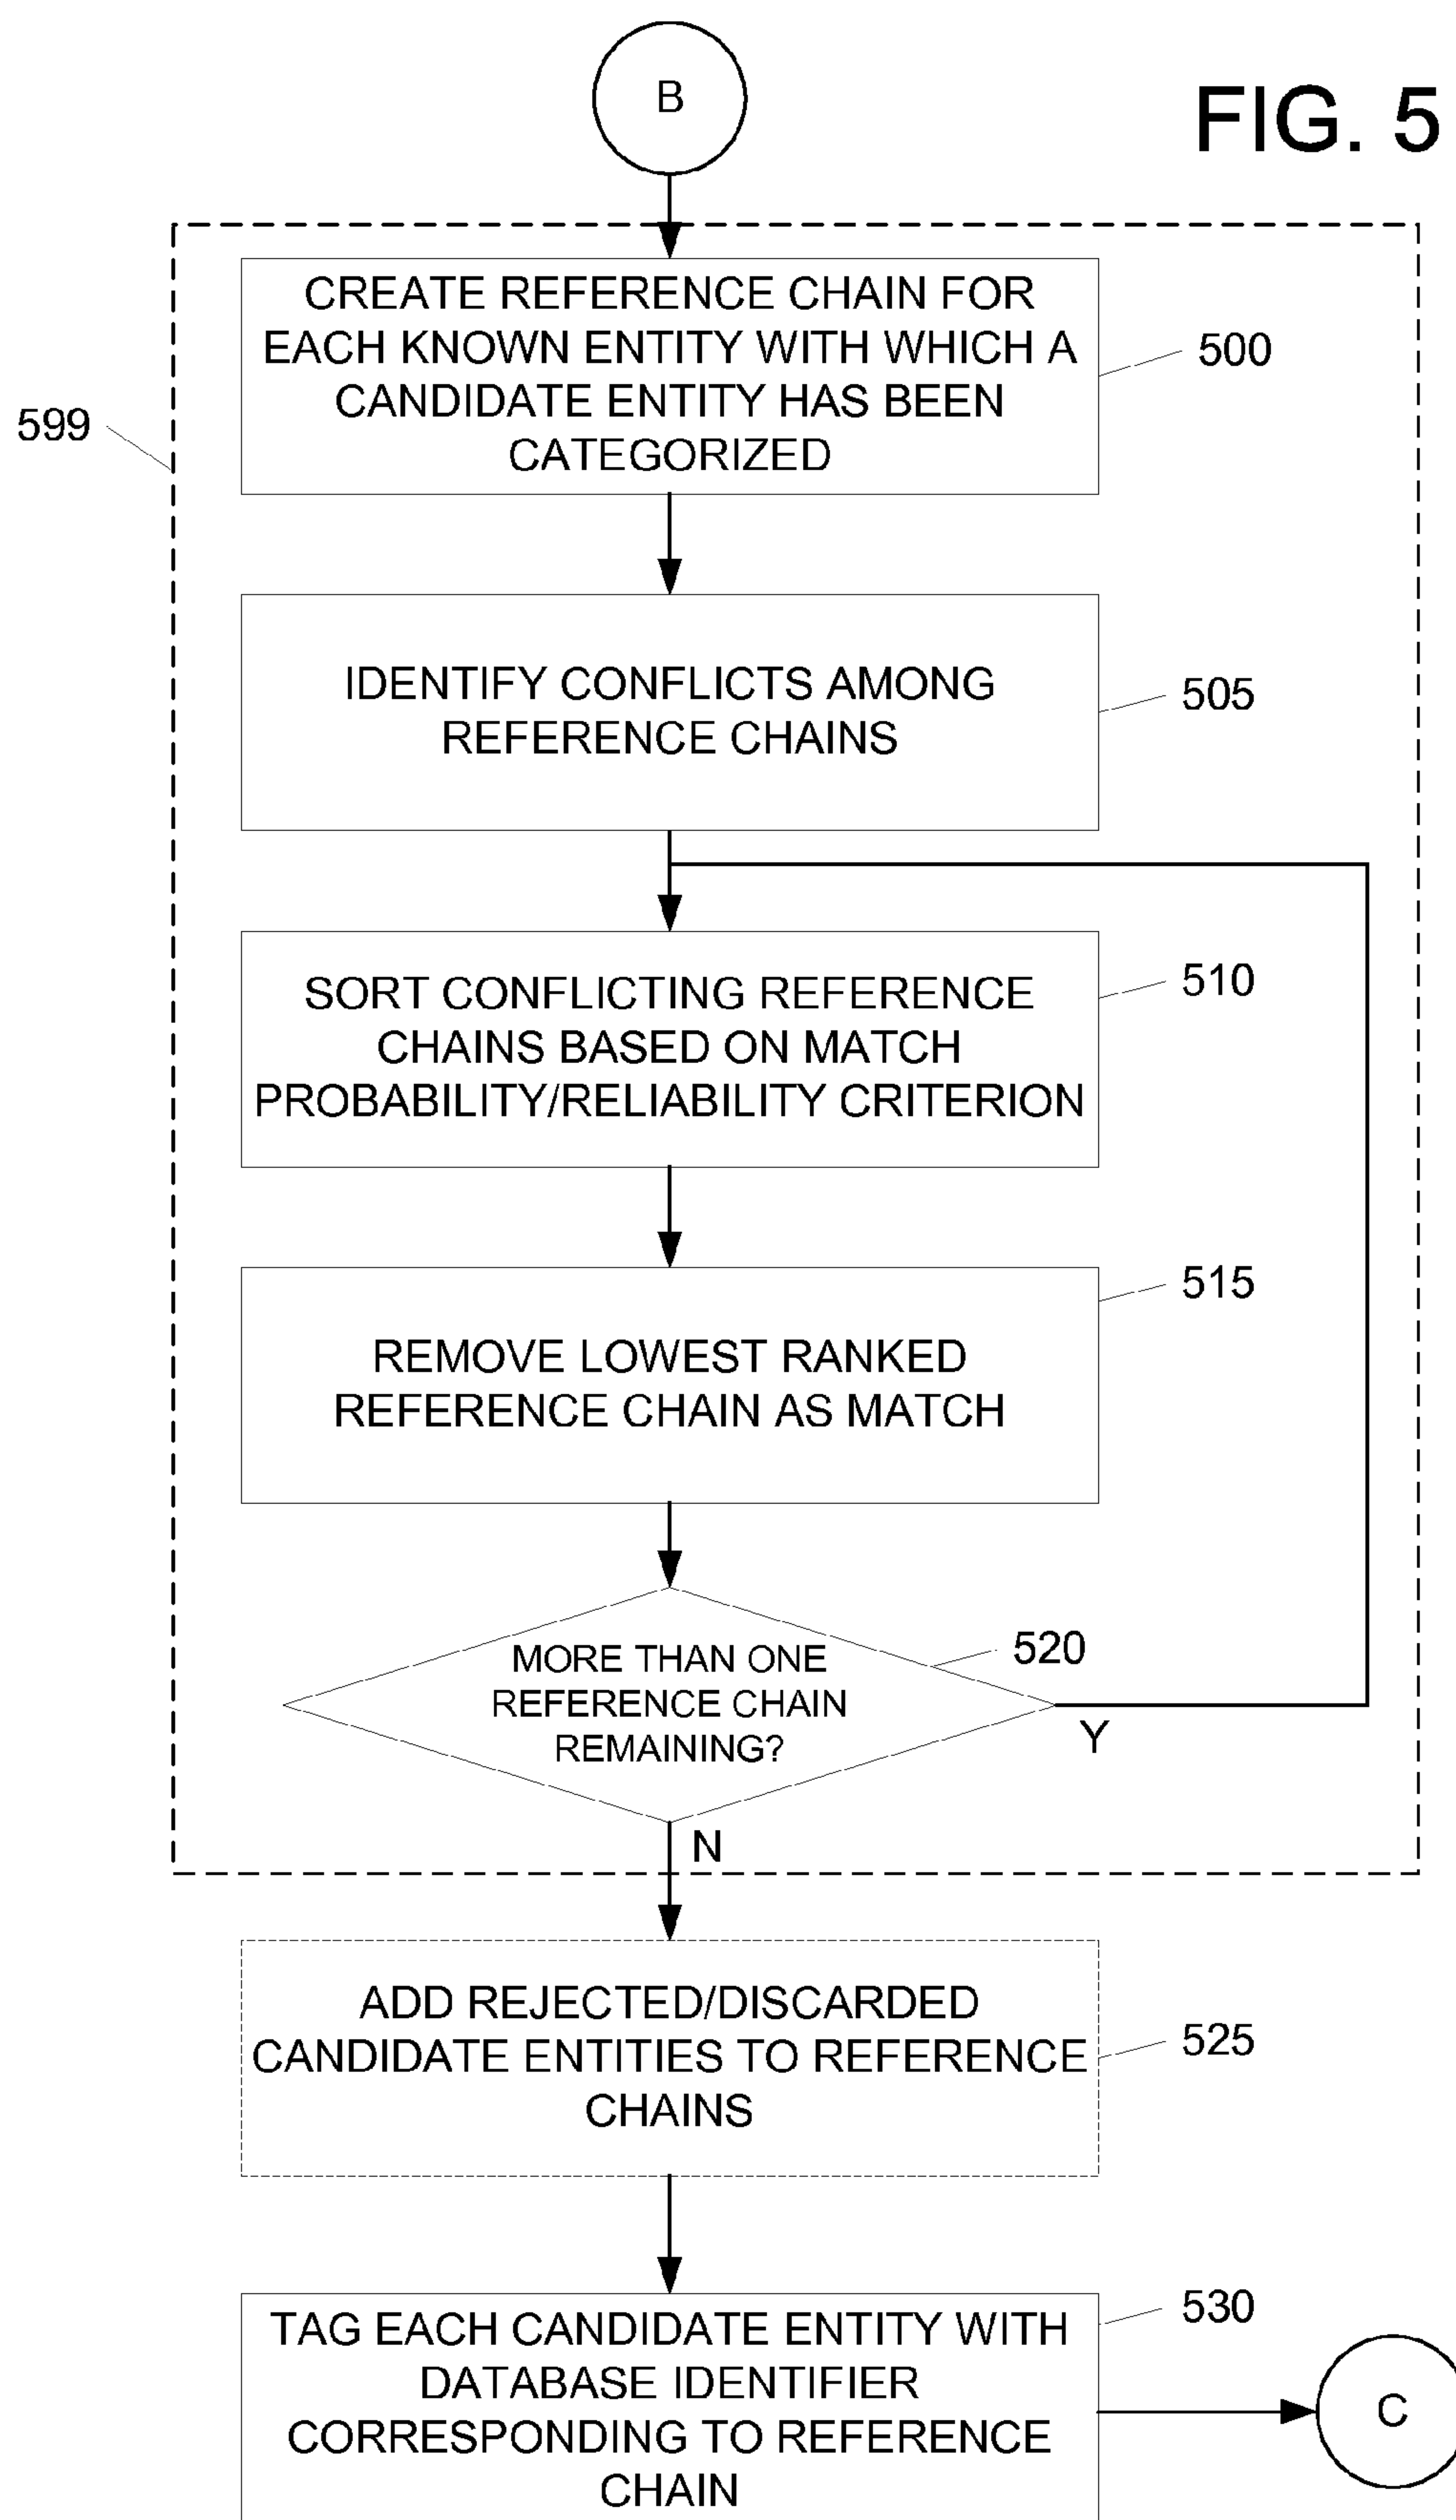 B
FIG. 5
CREATE REFERENCE CHAIN FOR
EACH KNOWN ENTITY WITH WHICH A
CANDIDATE ENTITY HAS BEEN
CATEGORIZED
500
599
IDENTIFY CONFLICTS AMONG
REFERENCE CHAINS
505
SORT CONFLICTING REFERENCE
CHAINS BASED ON MATCH
PROBABILITY/RELIABILITY CRITERION
510
REMOVE LOWEST RANKED
REFERENCE CHAIN AS MATCH
515
MORE THAN ONE
REFERENCE CHAIN
REMAINING?
520
Y
N
ADD REJECTED/DISCARDED
CANDIDATE ENTITIES TO REFERENCE
CHAINS
525
TAG EACH CANDIDATE ENTITY WITH
DATABASE IDENTIFIER
CORRESPONDING TO REFERENCE
CHAIN
530
C